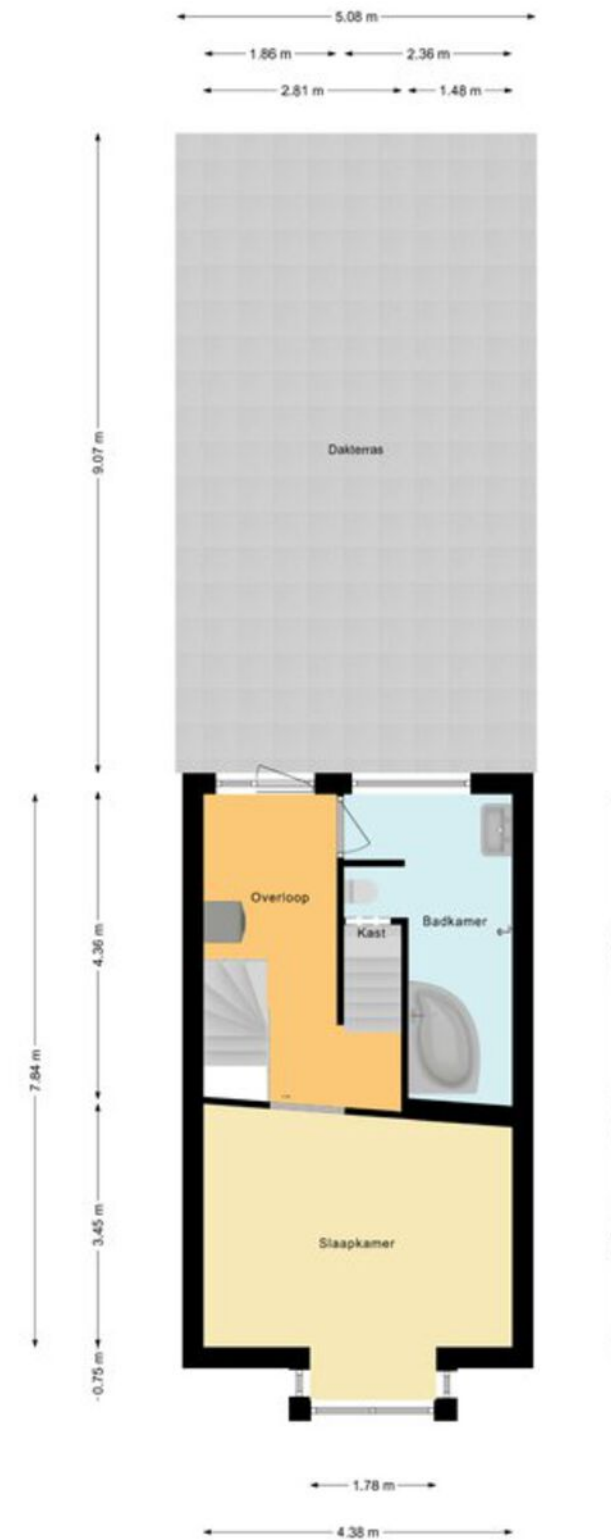 5.08 m
1.86 m
2.36 m
2.81 m
1.48 m
9.07 m
Dakterras
Overloop
Badkamer
Kast
4.36 m
7.84 m
3.45 m
Slaapkamer
0.75 m
1.78 m
4.38 m